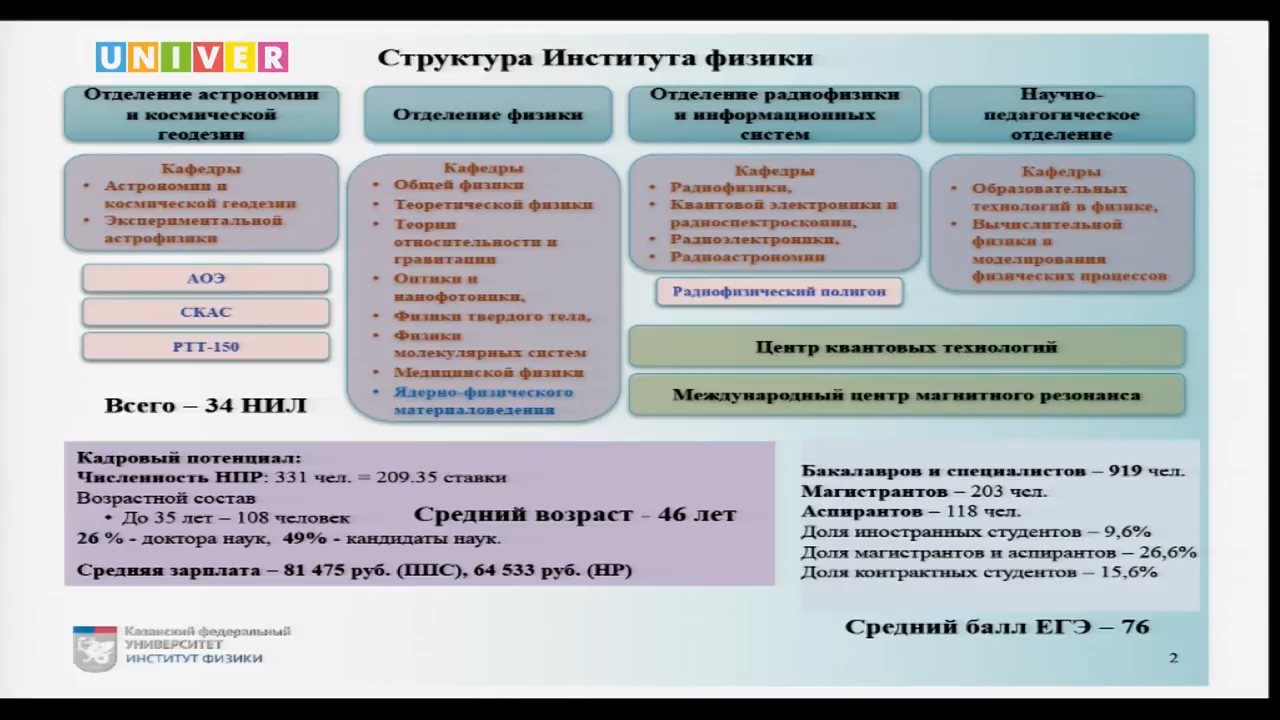 UNIVER
Структура Института физики
Отделение астрономии
и космической
геодезии
Кафедры
• Астрономии и
космической геодезии
• Экспериментальной
астрофизики
АОЭ
СКАС
РТТ-150
Всего – 34 НИЛ
Отделение физики
Кафедры
• Общей физики
• Теоретической физики
• Теории
относительности и
гравитации
• Оптики и
нанофотоники,
• Физики твердого тела,
• Физики
молекулярных систем
• Медицинской физики
• Ядерно-физического
материаловедения
Отделение радиофизики
и информационных
систем
Кафедры
• Радиофизики,
• Квантовой электроники и
радиоспектроскопии,
• Радиоэлектроники,
• Радиоастрономии
Радиофизический полигон
Научно-
педагогическое
отделение
Кафедры
• Образовательных
технологий в физике,
• Вычислительной
физики и
моделирования
физических процессов
Центр квантовых технологий
Международный центр магнитного резонанса
Кадровый потенциал:
Численность НПР: 331 чел. = 209.35 ставки
Возрастной состав
• До 35 лет – 108 человек
Средний возраст - 46 лет
26 % - доктора наук, 49% - кандидаты наук.
Средняя зарплата – 81 475 руб. (ППС), 64 533 руб. (НР)
Бакалавров и специалистов – 919 чел.
Магистрантов – 203 чел.
Аспирантов – 118 чел.
Доля иностранных студентов – 9,6%
Доля магистрантов и аспирантов – 26,6%
Доля контрактных студентов – 15,6%
Средний балл ЕГЭ – 76
Казанский федеральный
УНИВЕРСИТЕТ
ИНСТИТУТ ФИЗИКИ
2